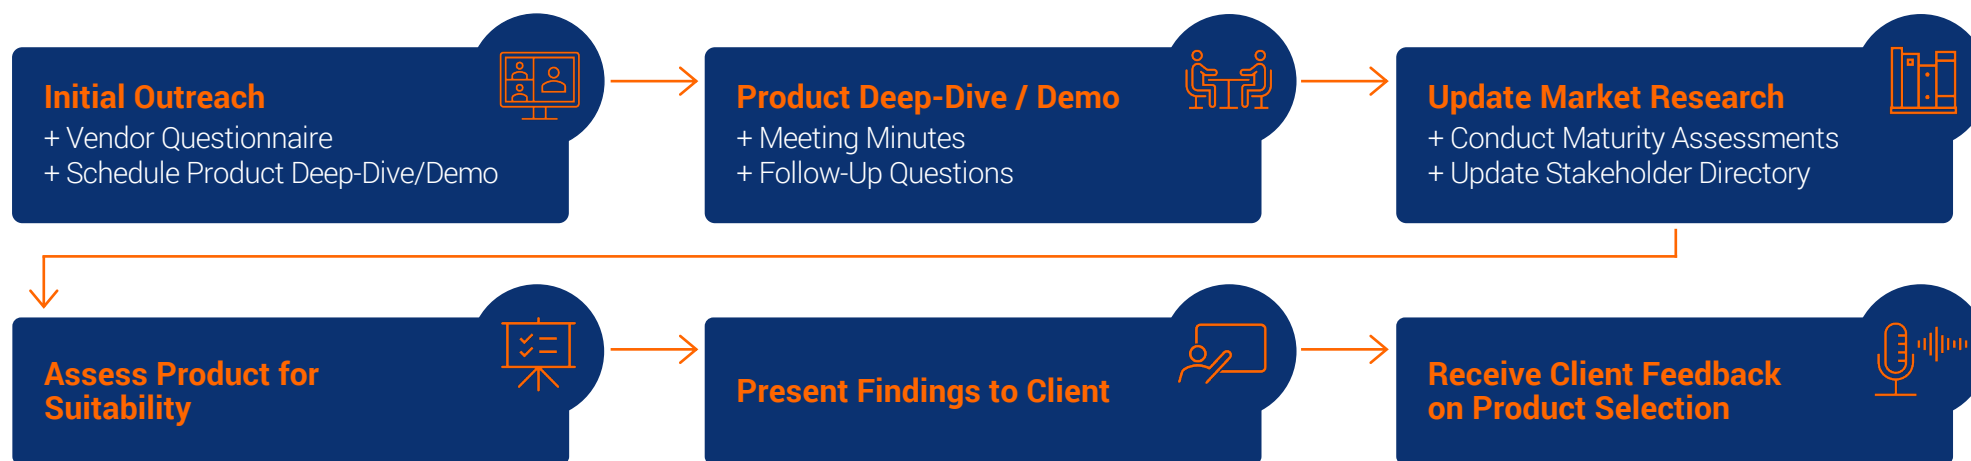 Initial Outreach
+ Vendor Questionnaire
+ Schedule Product Deep-Dive/Demo
Product Deep-Dive / Demo
+ Meeting Minutes
+ Follow-Up Questions
Update Market Research
+ Conduct Maturity Assessments
+ Update Stakeholder Directory
Assess Product for
Suitability
Present Findings to Client
Receive Client Feedback
on Product Selection